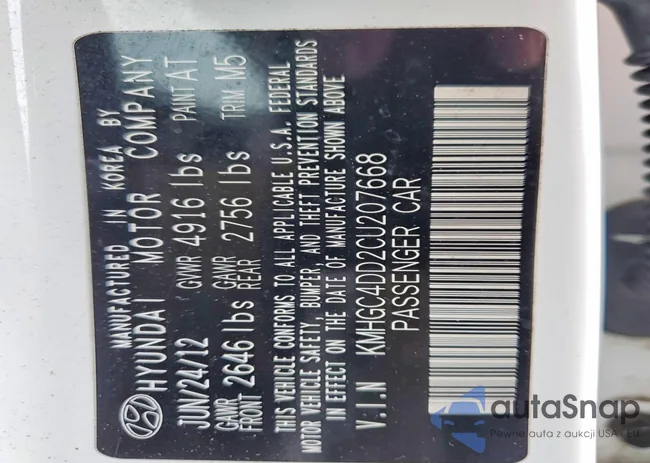 MANUFACTURED IN KOREA BY
HYUNDAI MOTOR COMPANY
JUN/24/12 GVWR 4916 lbs PAINT AT
GAWR FRONT 2646 lbs GAWR REAR 2756 lbs TRIM M5
THIS VEHICLE CONFORMS TO ALL APPLICABLE U.S.A. FEDERAL
MOTOR VEHICLE SAFETY, BUMPER, AND THEFT PREVENTION STANDARDS
IN EFFECT ON THE DATE OF MANUFACTURE SHOWN ABOVE
V.I.N KMHGC4DD2CU207668
PASSENGER CAR
autaSnap
Pewne auta z aukcji USA - EU